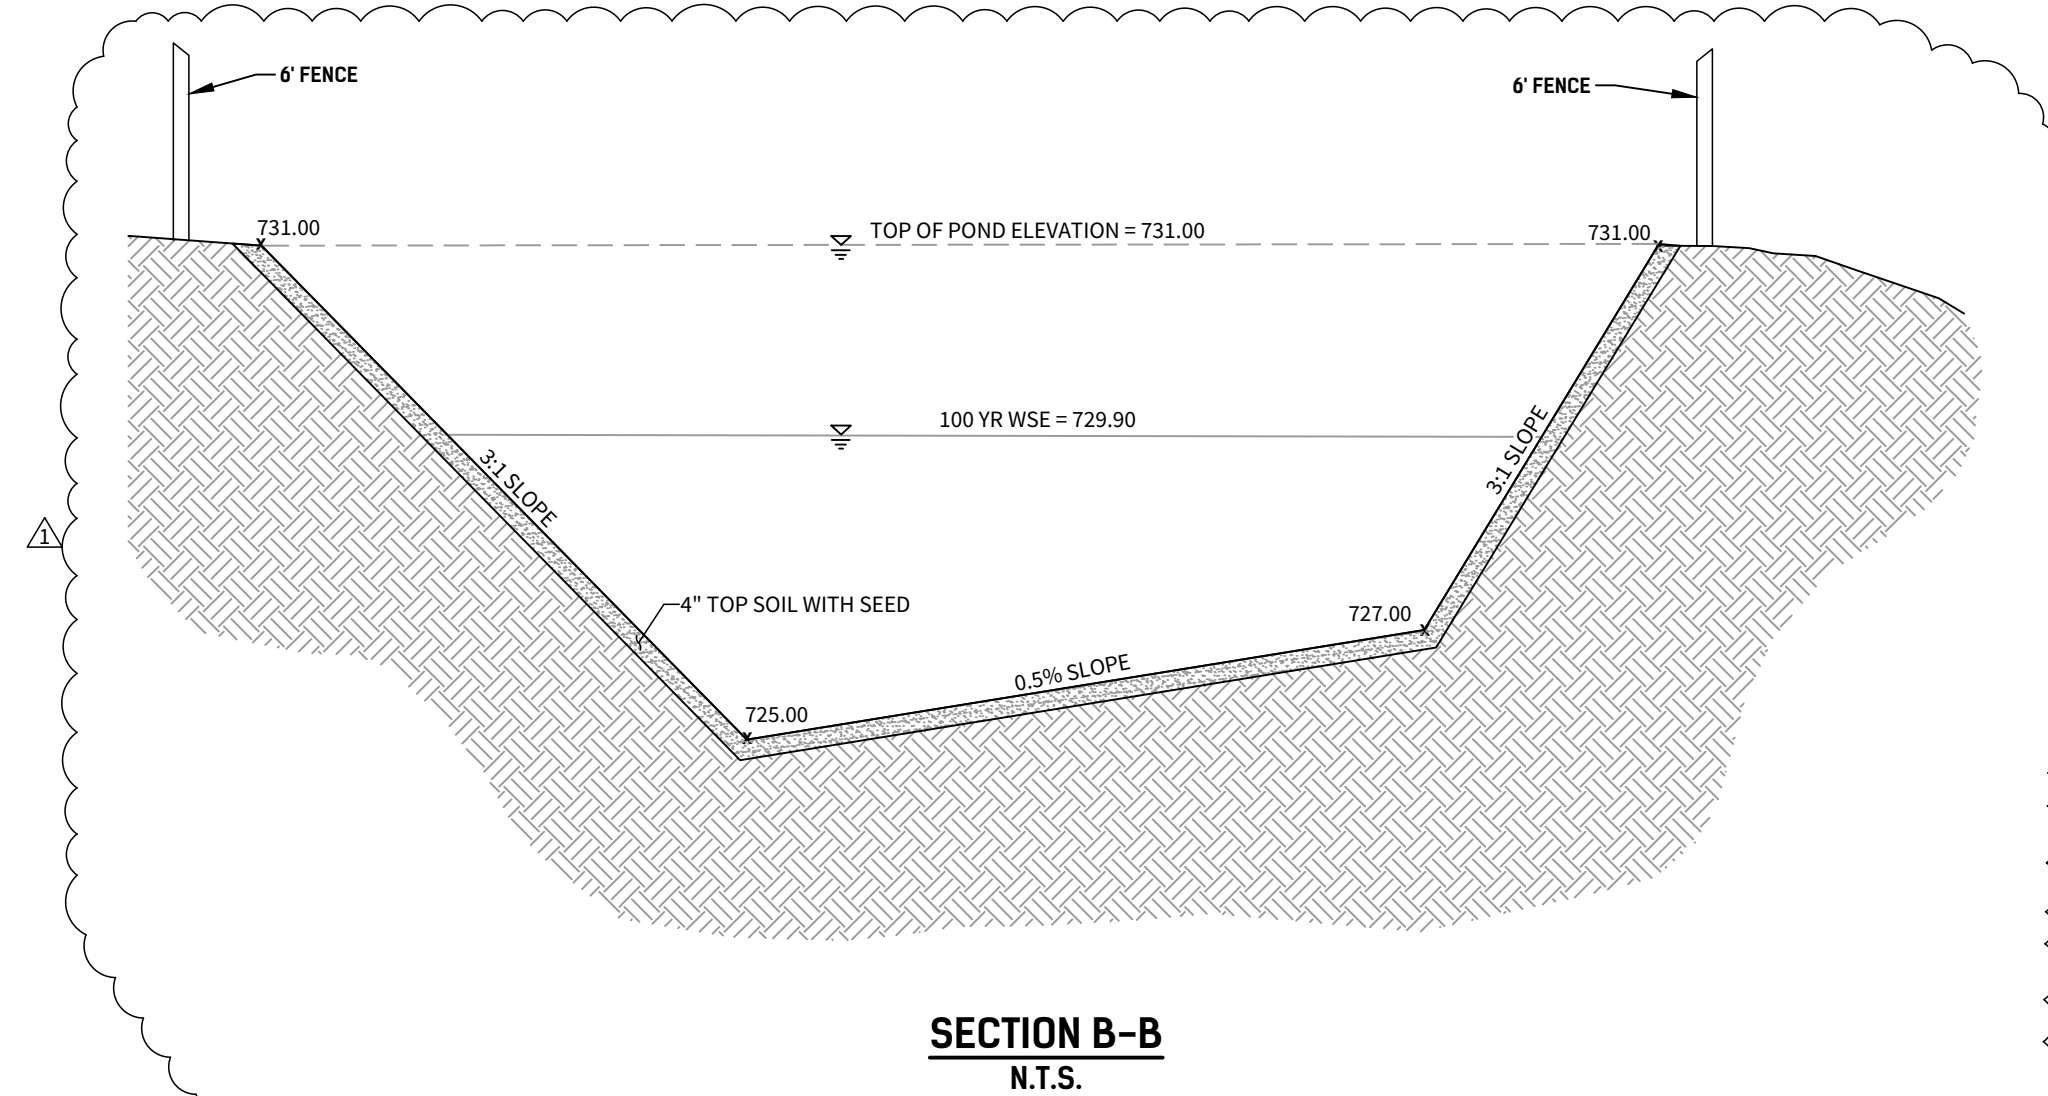 6' FENCE
6' FENCE
731.00
TOP OF POND ELEVATION = 731.00
731.00
100 YR WSE = 729.90
3:1 SLOPE
3:1 SLOPE
1
4" TOP SOIL WITH SEED
727.00
0.5% SLOPE
725.00
SECTION B-B
N.T.S.